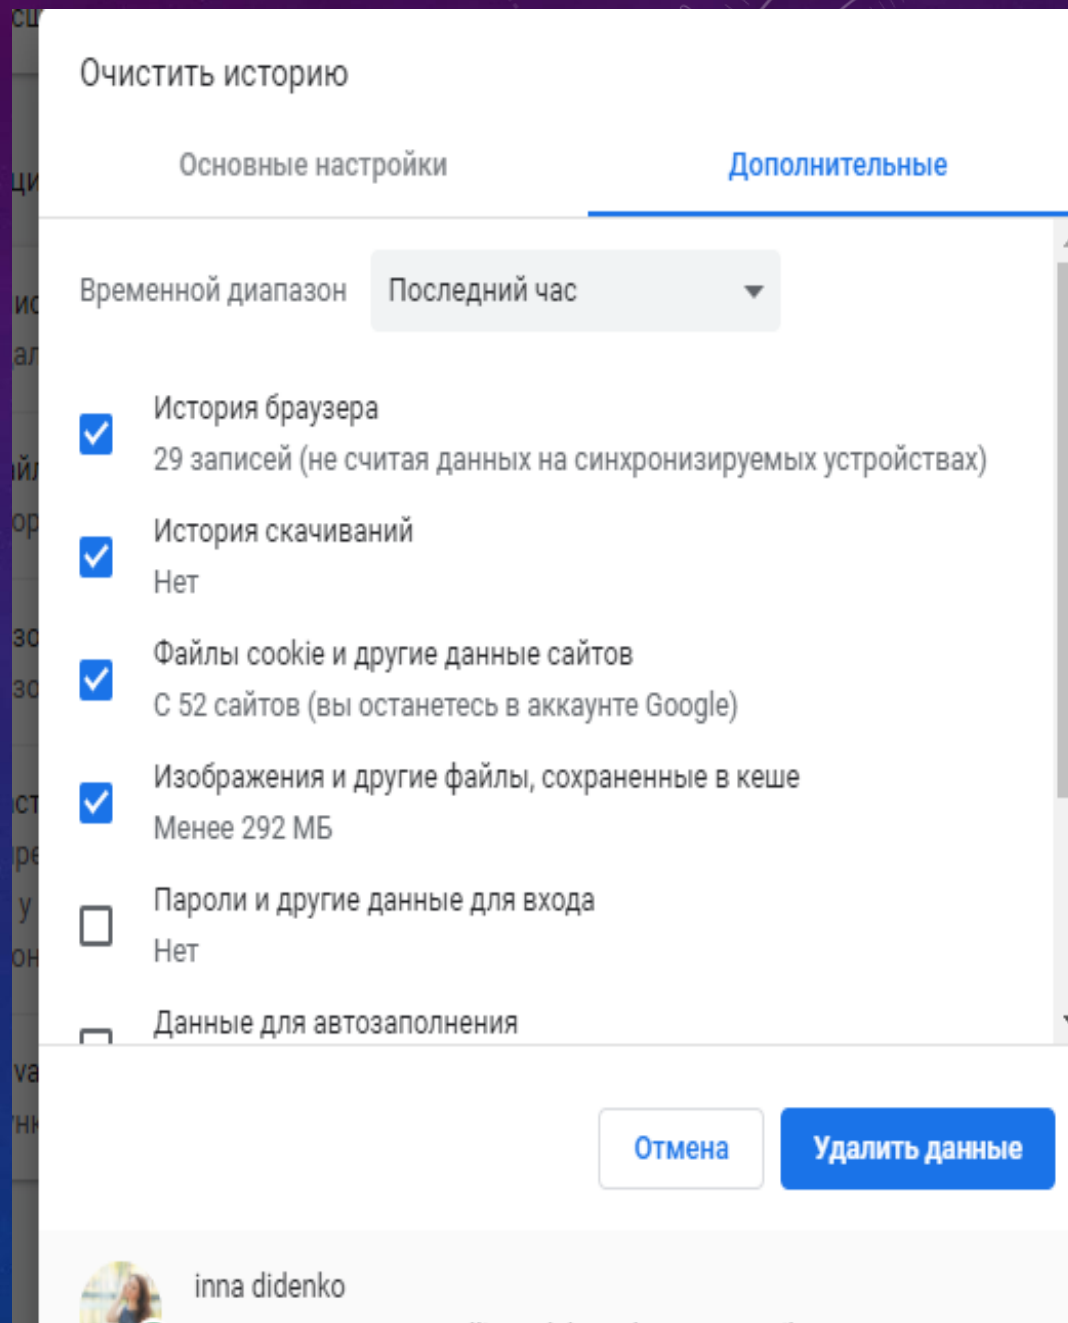 Очистить историю
Основные настройки
Дополнительные
Временной диапазон
Последний час
История браузера
29 записей (не считая данных на синхронизируемых устройствах)
История скачиваний
Нет
Файлы cookie и другие данные сайтов
С 52 сайтов (вы останетесь в аккаунте Google)
Изображения и другие файлы, сохраненные в кеше
Менее 292 МБ
Пароли и другие данные для входа
Нет
Данные для автозаполнения
Отмена
Удалить данные
inna didenko